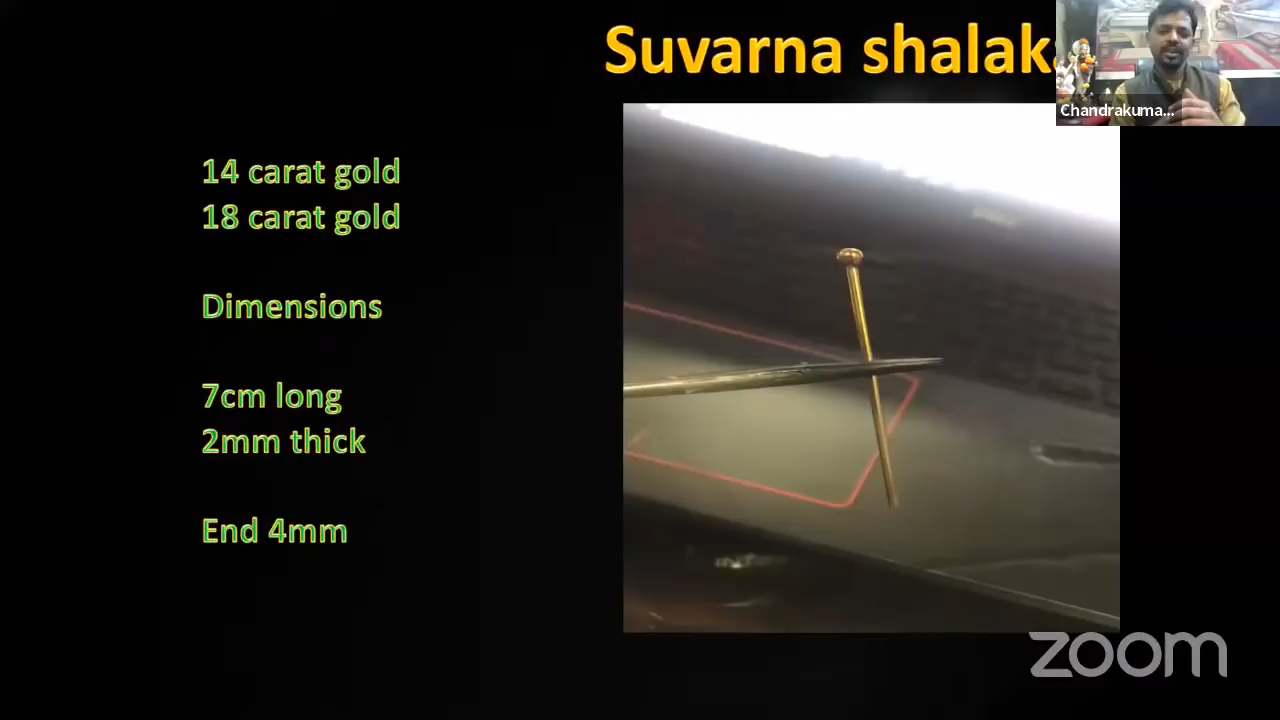 Suvarna shalak
Chandrakuma...
14 carat gold
18 carat gold
Dimensions
7cm long
2mm thick
End 4mm
zoom